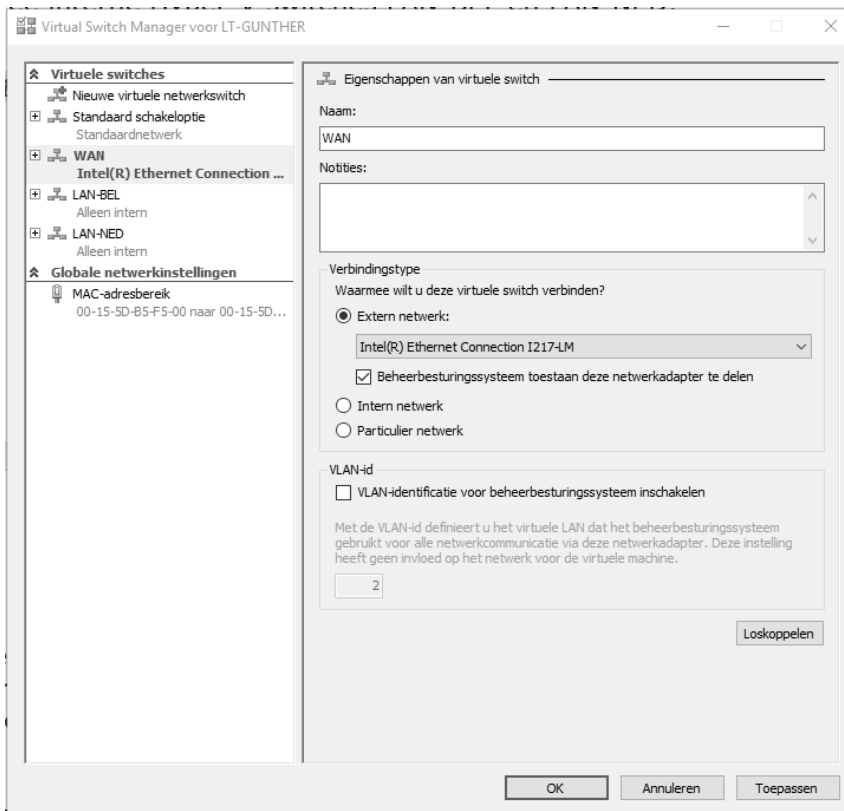 Virtual Switch Manager voor LT-GUNTHER
Virtuele switches
Nieuwe virtuele netwerkswitch
Standaard schakeloptie
Standaardnetwerk
WAN
Intel(R) Ethernet Connection ...
LAN-BEL
Alleen intern
LAN-NED
Alleen intern
Globale netwerkinstellingen
MAC-adresbereik
00-15-5D-B5-F5-00 naar 00-15-5D...
Eigenschappen van virtuele switch
Naam:
WAN
Notities:
Verbindingstype
Waarmee wilt u deze virtuele switch verbinden?
Extern netwerk:
Intel(R) Ethernet Connection I217-LM
Beheerbesturingssysteem toestaan deze netwerkadapter te delen
Intern netwerk
Particulier netwerk
VLAN-id
VLAN-identificatie voor beheerbesturingssysteem inschakelen
Met de VLAN-id definieert u het virtuele LAN dat het beheerbesturingssysteem
gebruikt voor alle netwerkcommunicatie via deze netwerkadapter. Deze instelling
heeft geen invloed op het netwerk voor de virtuele machine.
2
Loskoppelen
OK
Annuleren
Toepassen